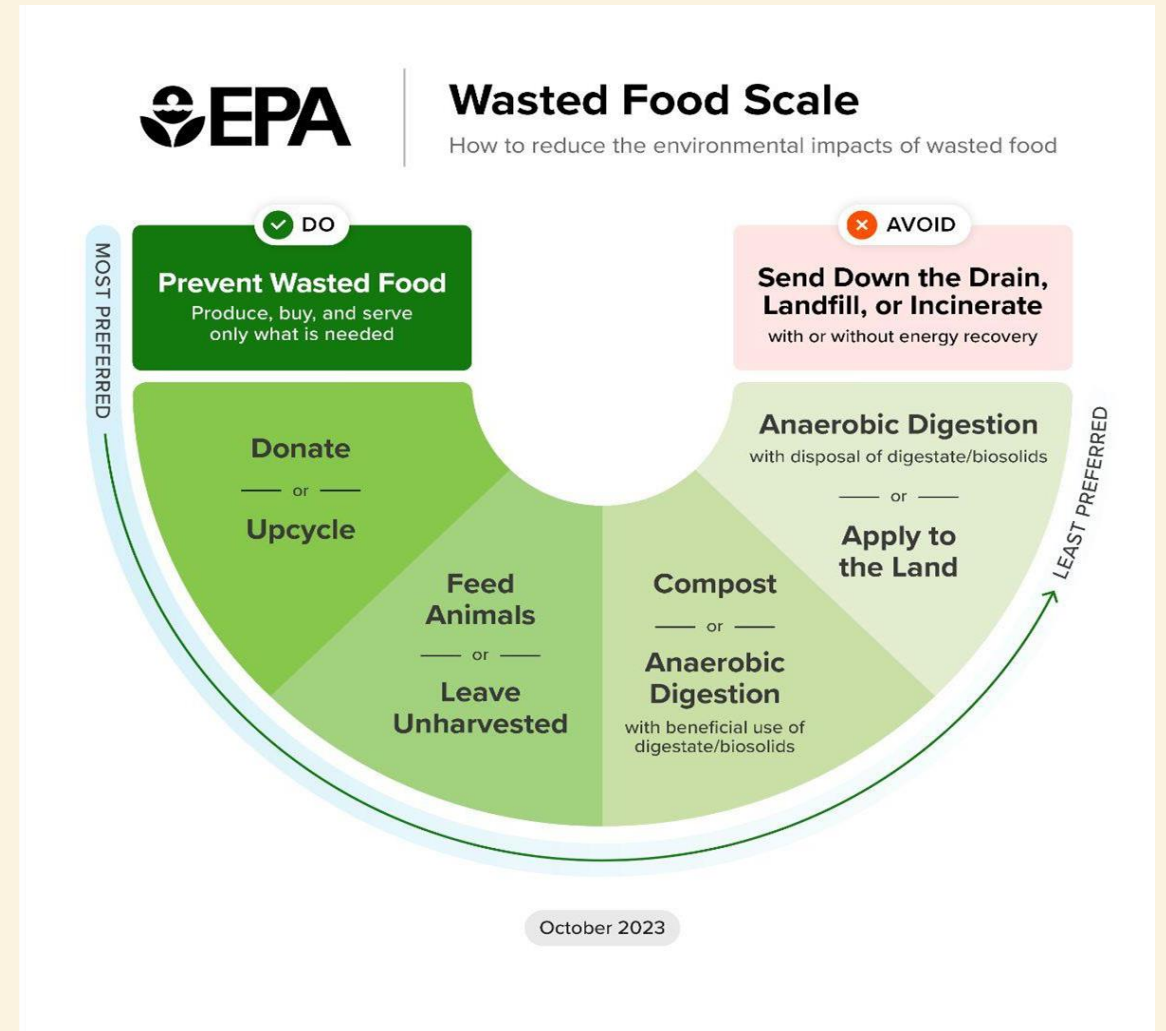 EPA
Wasted Food Scale
How to reduce the environmental impacts of wasted food
DO
Prevent Wasted Food
Produce, buy, and serve
only what is needed
AVOID
Send Down the Drain,
Landfill, or Incinerate
with or without energy recovery
MOST PREFERRED
Donate
or
Upcycle
Feed
Animals
or
Leave
Unharvested
Compost
or
Anaerobic
Digestion
with beneficial use of
digestate/biosolids
Anaerobic Digestion
with disposal of digestate/biosolids
or
Apply to
the Land
LEAST PREFERRED
October 2023